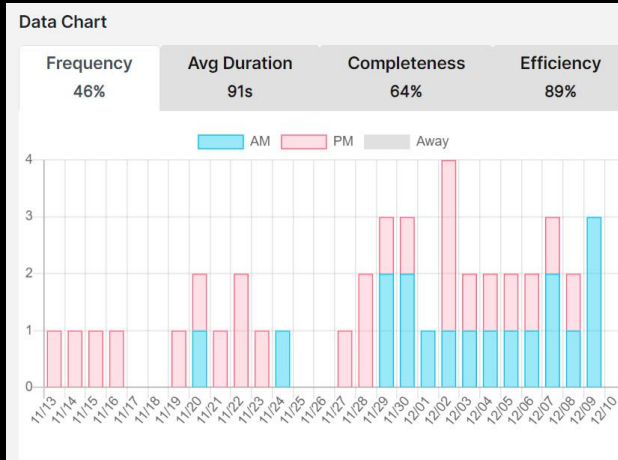 Data Chart
Frequency Avg Duration Completeness Efficiency
46% 91s 64% 89%
AM PM Away
4
3
2
1
0
11/13 11/14 11/15 11/16 11/17 11/18 11/19 11/20 11/21 11/22 11/23 11/24 11/25 11/26 11/27 11/28 11/29 11/30 12/01 12/02 12/03 12/04 12/05 12/06 12/07 12/08 12/09 12/10